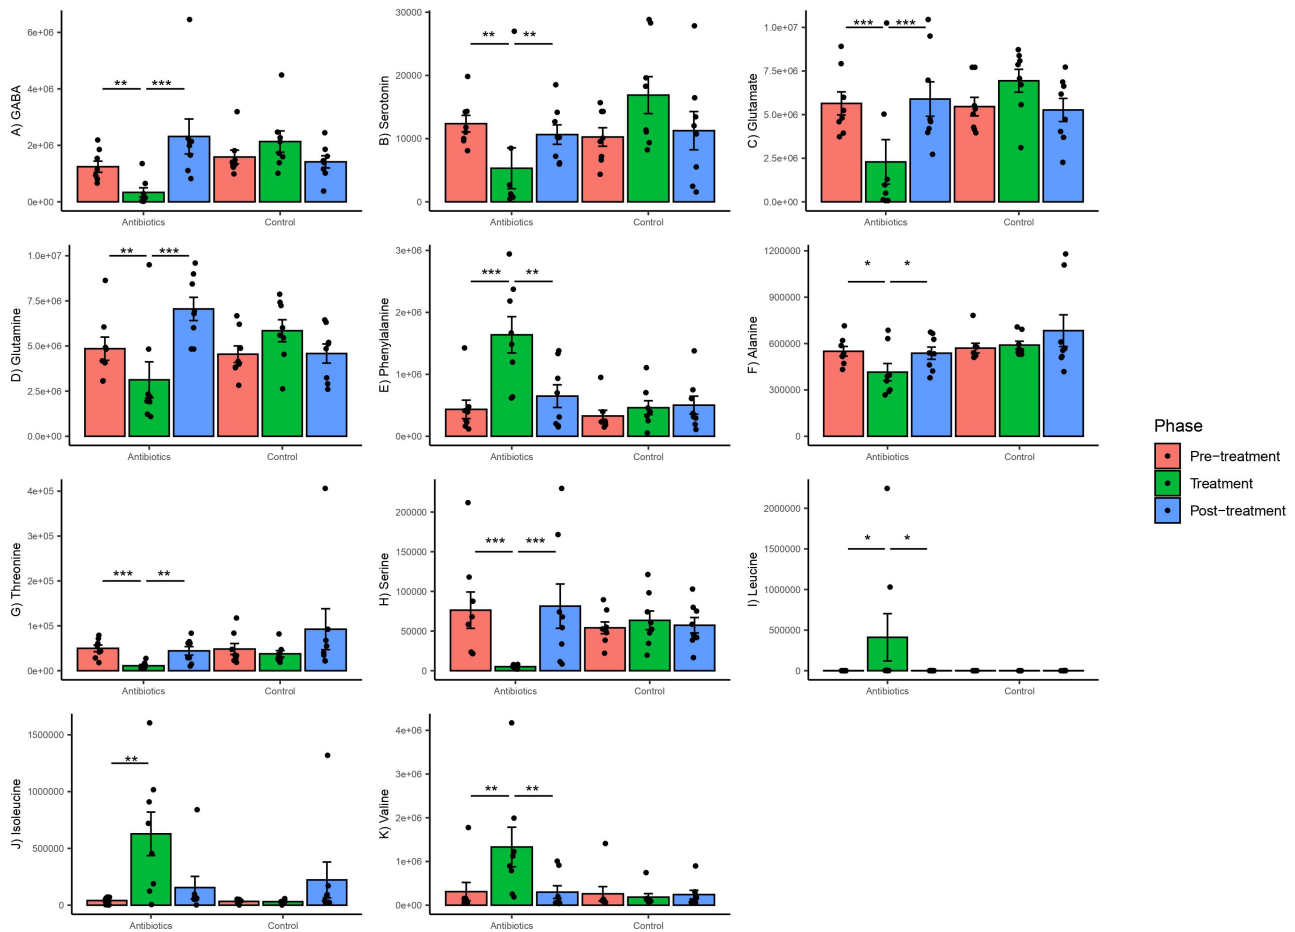 A) GABA
6e+06
4e+06
2e+06
0e+00
** ***
Antibiotics Control
B) Serotonin
30000
20000
10000
0
** **
Antibiotics Control
C) Glutamate
1.0e+07
7.5e+06
5.0e+06
2.5e+06
0.0e+00
*** ***
Antibiotics Control
D) Glutamine
1.0e+07
7.5e+06
5.0e+06
2.5e+06
0.0e+00
** ***
Antibiotics Control
E) Phenylalanine
3e+06
2e+06
1e+06
0e+00
*** **
Antibiotics Control
F) Alanine
1200000
900000
600000
300000
0
* *
Antibiotics Control
Phase
Pre−treatment
Treatment
Post−treatment
G) Threonine
4e+05
3e+05
2e+05
1e+05
0e+00
*** **
Antibiotics Control
H) Serine
200000
150000
100000
50000
0
*** ***
Antibiotics Control
I) Leucine
2000000
1500000
1000000
500000
0
* *
Antibiotics Control
J) Isoleucine
1500000
1000000
500000
0
**
Antibiotics Control
K) Valine
4e+06
3e+06
2e+06
1e+06
0e+00
** **
Antibiotics Control